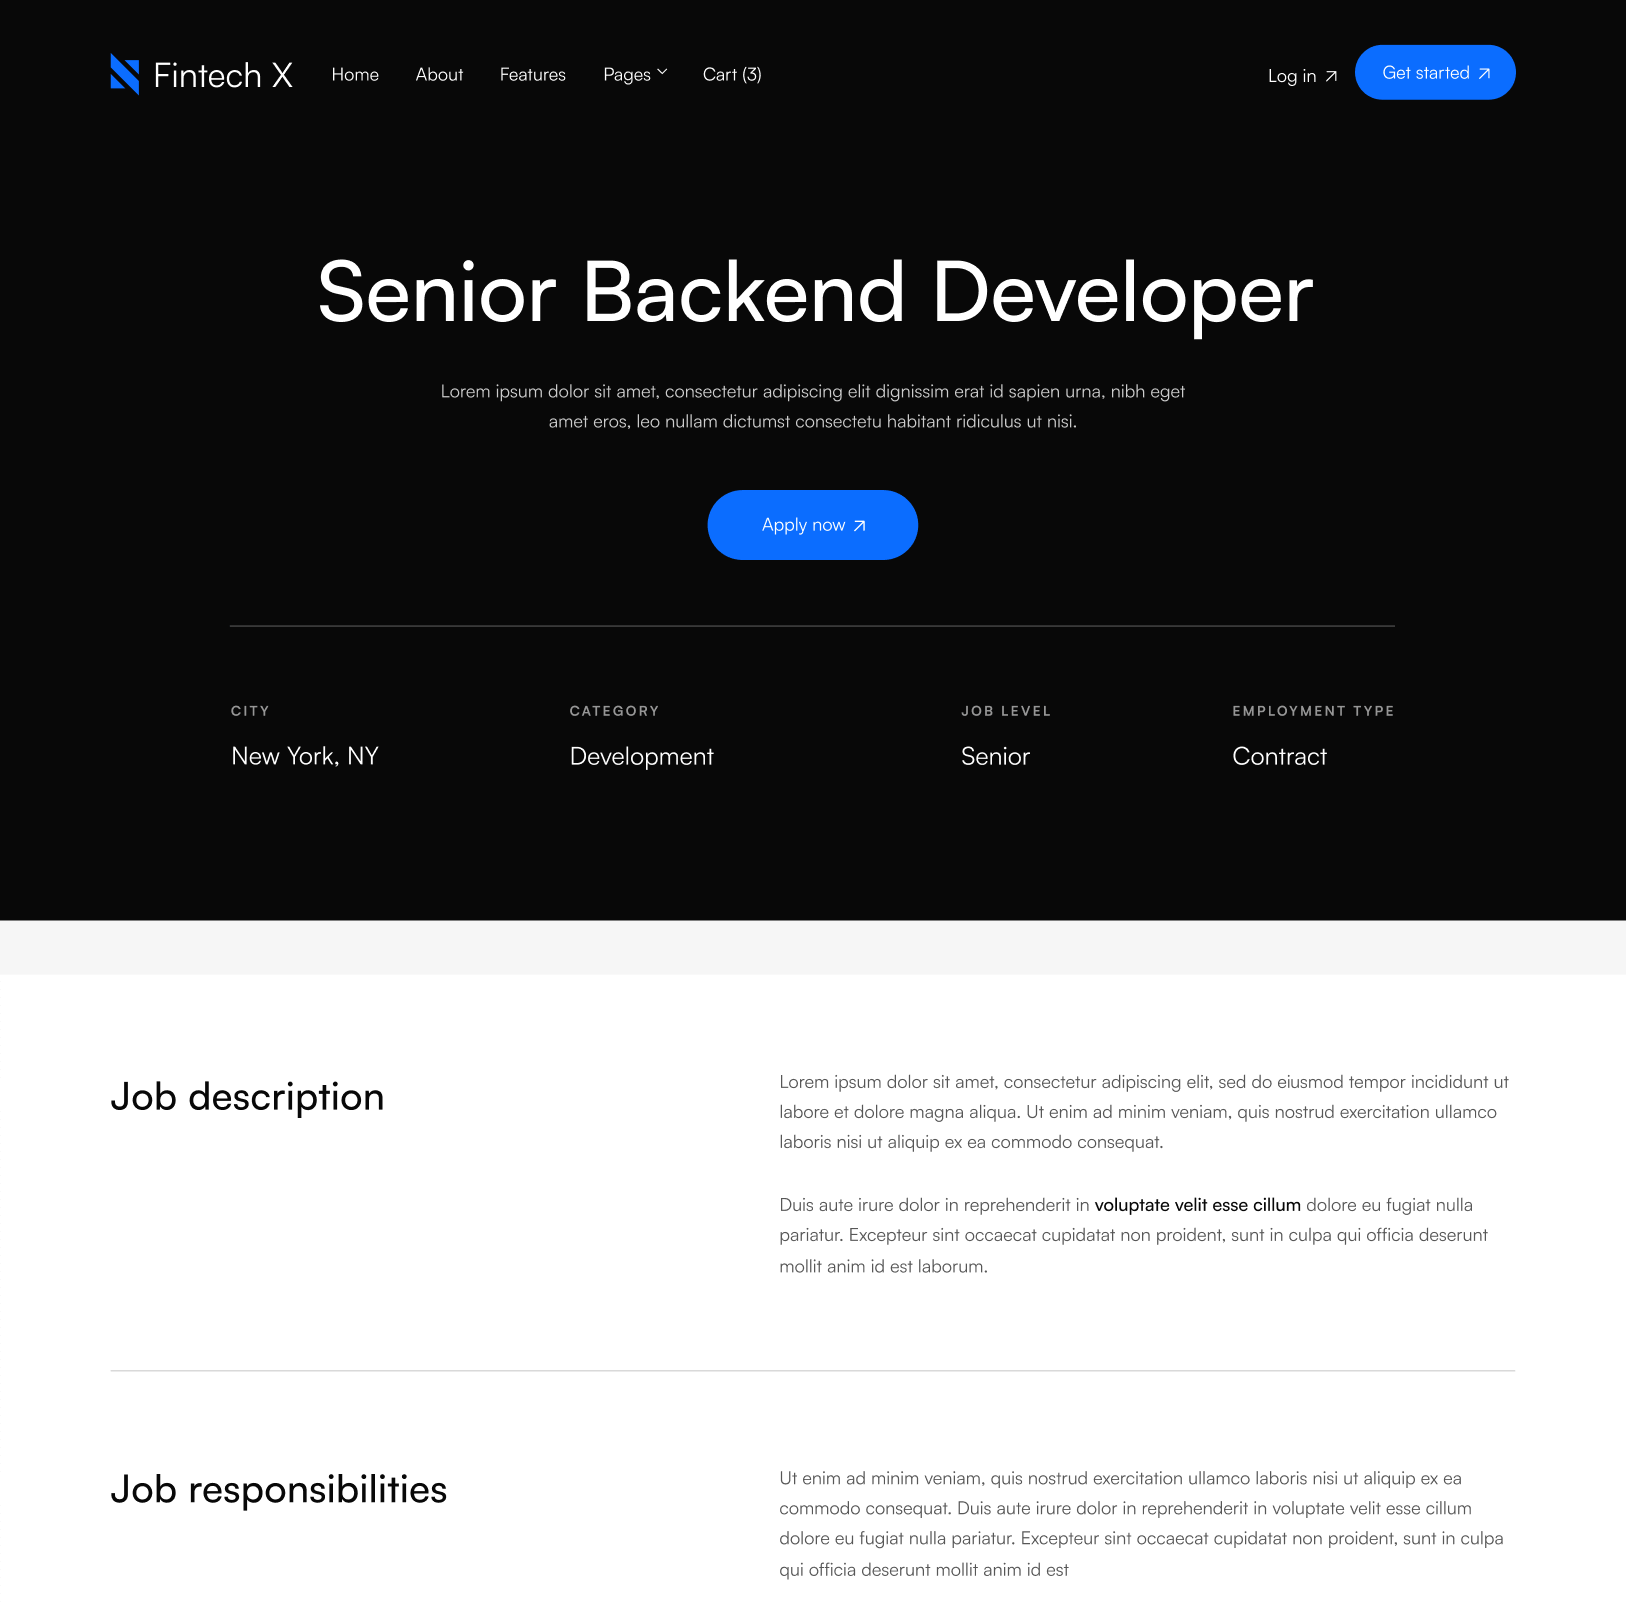 Fintech X
Home
About
Features
Pages
Cart (3)
Log in
Get started
Senior Backend Developer
Lorem ipsum dolor sit amet, consectetur adipiscing elit dignissim erat id sapien urna, nibh eget
amet eros, leo nullam dictumst consectetu habitant ridiculus ut nisi.
Apply now
CITY
New York, NY
CATEGORY
Development
JOB LEVEL
Senior
EMPLOYMENT TYPE
Contract
Job description
Lorem ipsum dolor sit amet, consectetur adipiscing elit, sed do eiusmod tempor incididunt ut
labore et dolore magna aliqua. Ut enim ad minim veniam, quis nostrud exercitation ullamco
laboris nisi ut aliquip ex ea commodo consequat.
Duis aute irure dolor in reprehenderit in voluptate velit esse cillum dolore eu fugiat nulla
pariatur. Excepteur sint occaecat cupidatat non proident, sunt in culpa qui officia deserunt
mollit anim id est laborum.
Job responsibilities
Ut enim ad minim veniam, quis nostrud exercitation ullamco laboris nisi ut aliquip ex ea
commodo consequat. Duis aute irure dolor in reprehenderit in voluptate velit esse cillum
dolore eu fugiat nulla pariatur. Excepteur sint occaecat cupidatat non proident, sunt in culpa
qui officia deserunt mollit anim id est